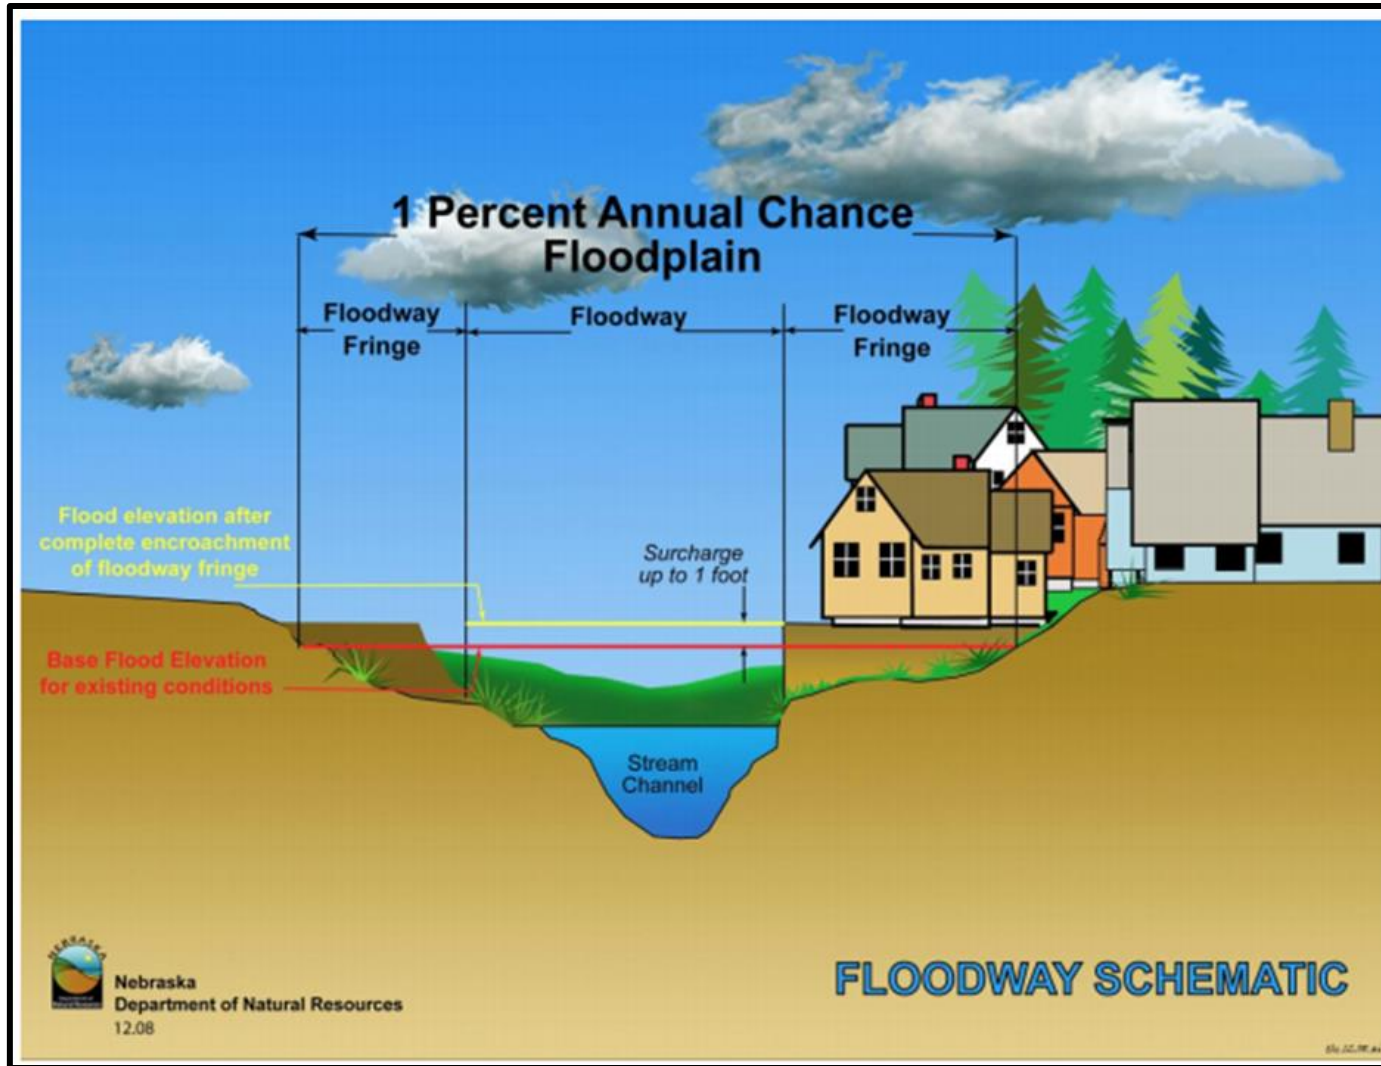 1 Percent Annual Chance
Floodplain
Floodway
Fringe
Floodway
Floodway
Fringe
Flood elevation after
complete encroachment
of floodway fringe
Surcharge
up to 1 foot
Base Flood Elevation
for existing conditions
Stream
Channel
NEBRASKA
Nebraska
Department of Natural Resources
12.08
FLOODWAY SCHEMATIC